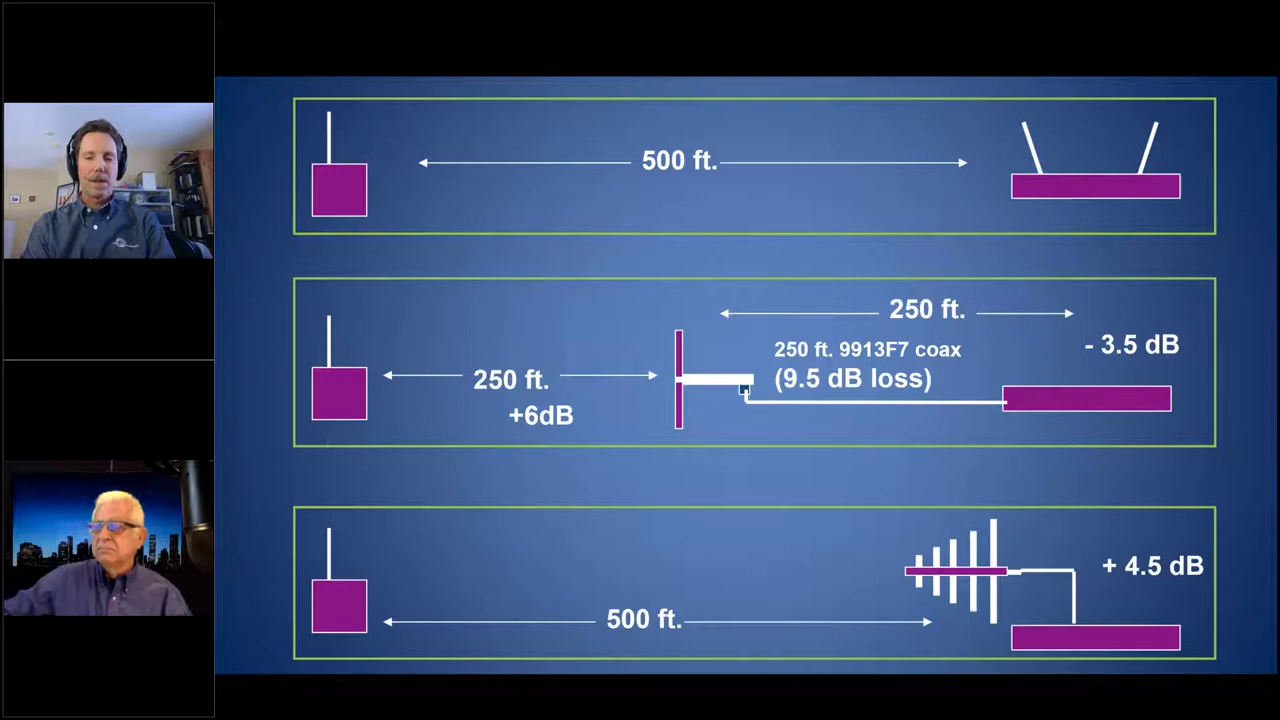 500 ft.
250 ft.
250 ft. 9913F7 coax
- 3.5 dB
250 ft.
(9.5 dB loss)
+6dB
+ 4.5 dB
500 ft.